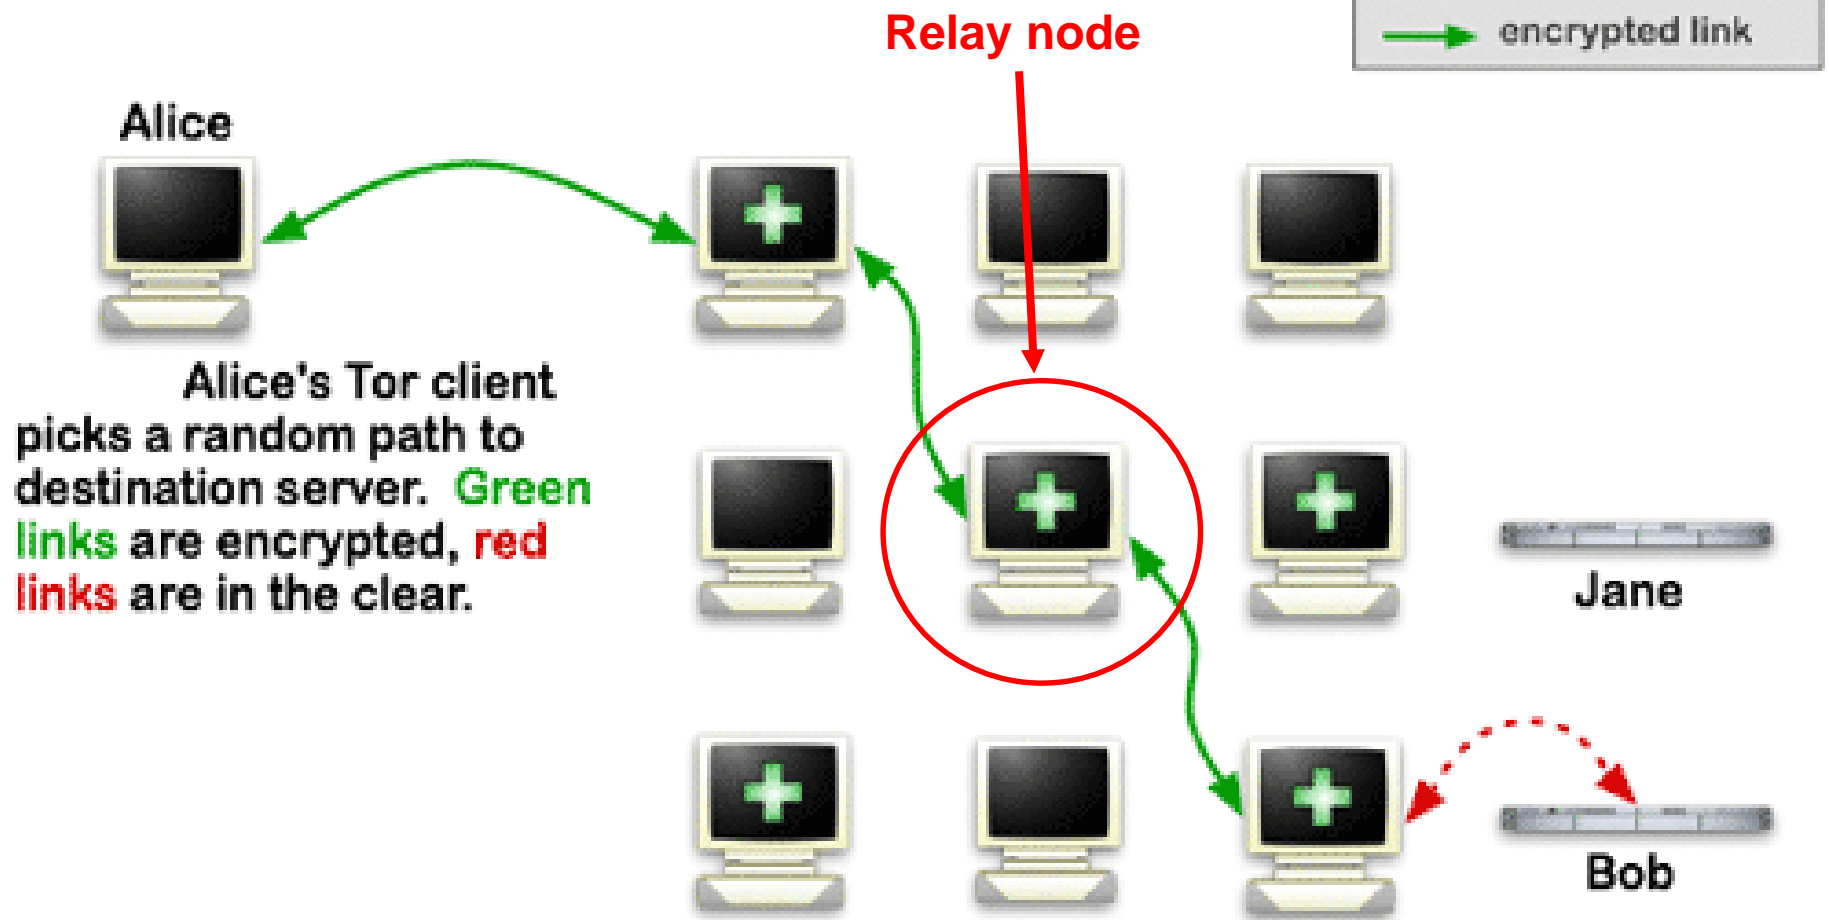 Relay node
encrypted link
Alice
Alice's Tor client
picks a random path to
destination server. Green
links are encrypted, red
links are in the clear.
Jane
Bob